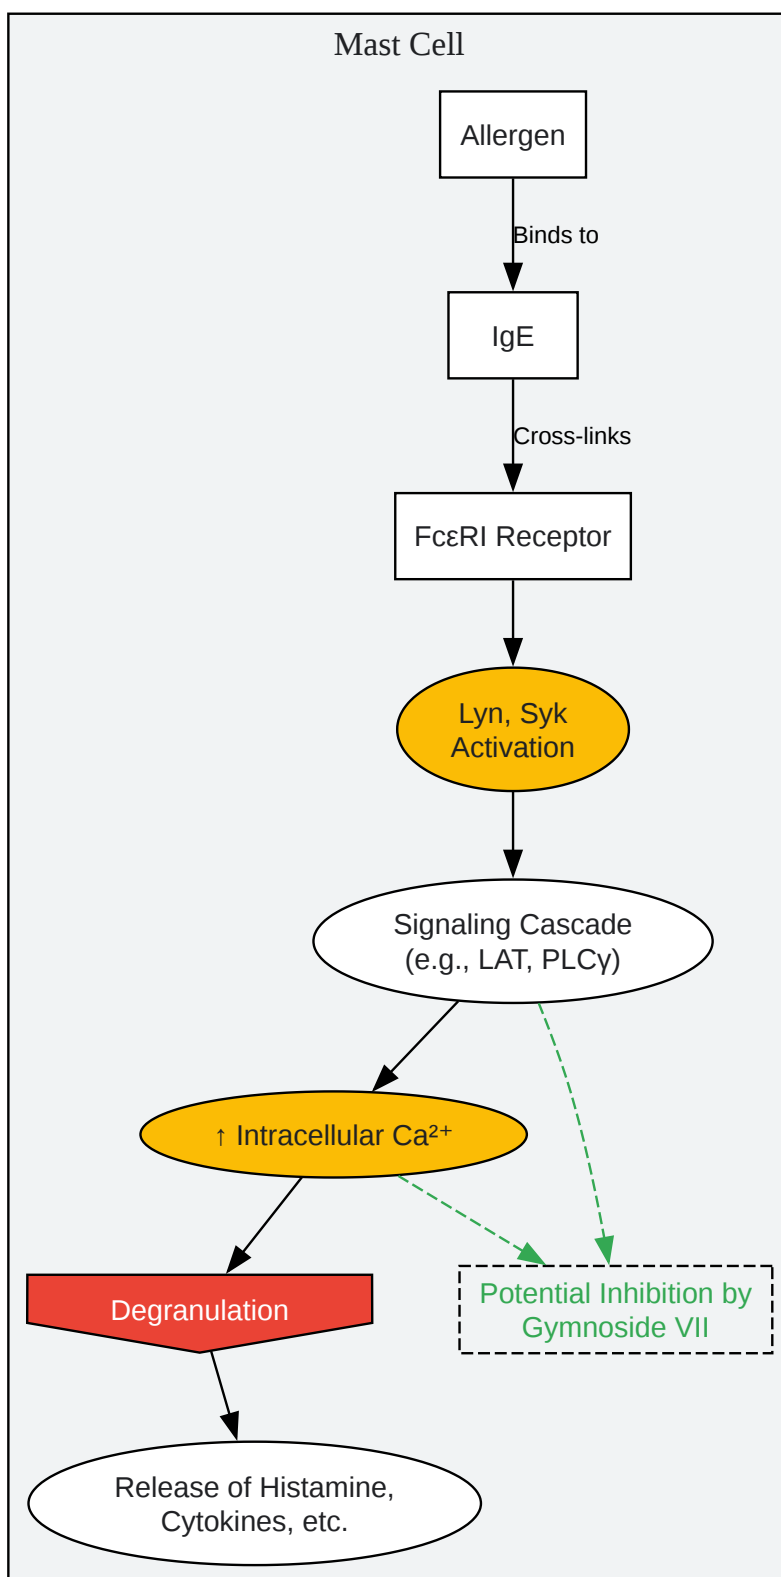 Mast Cell
Allergen
Binds to
IgE
Cross-links
FcεRI Receptor
Lyn, Syk
Activation
Signaling Cascade
(e.g., LAT, PLCγ)
↑ Intracellular Ca²⁺
Degranulation
Potential Inhibition by
Gymnoside VII
Release of Histamine,
Cytokines, etc.